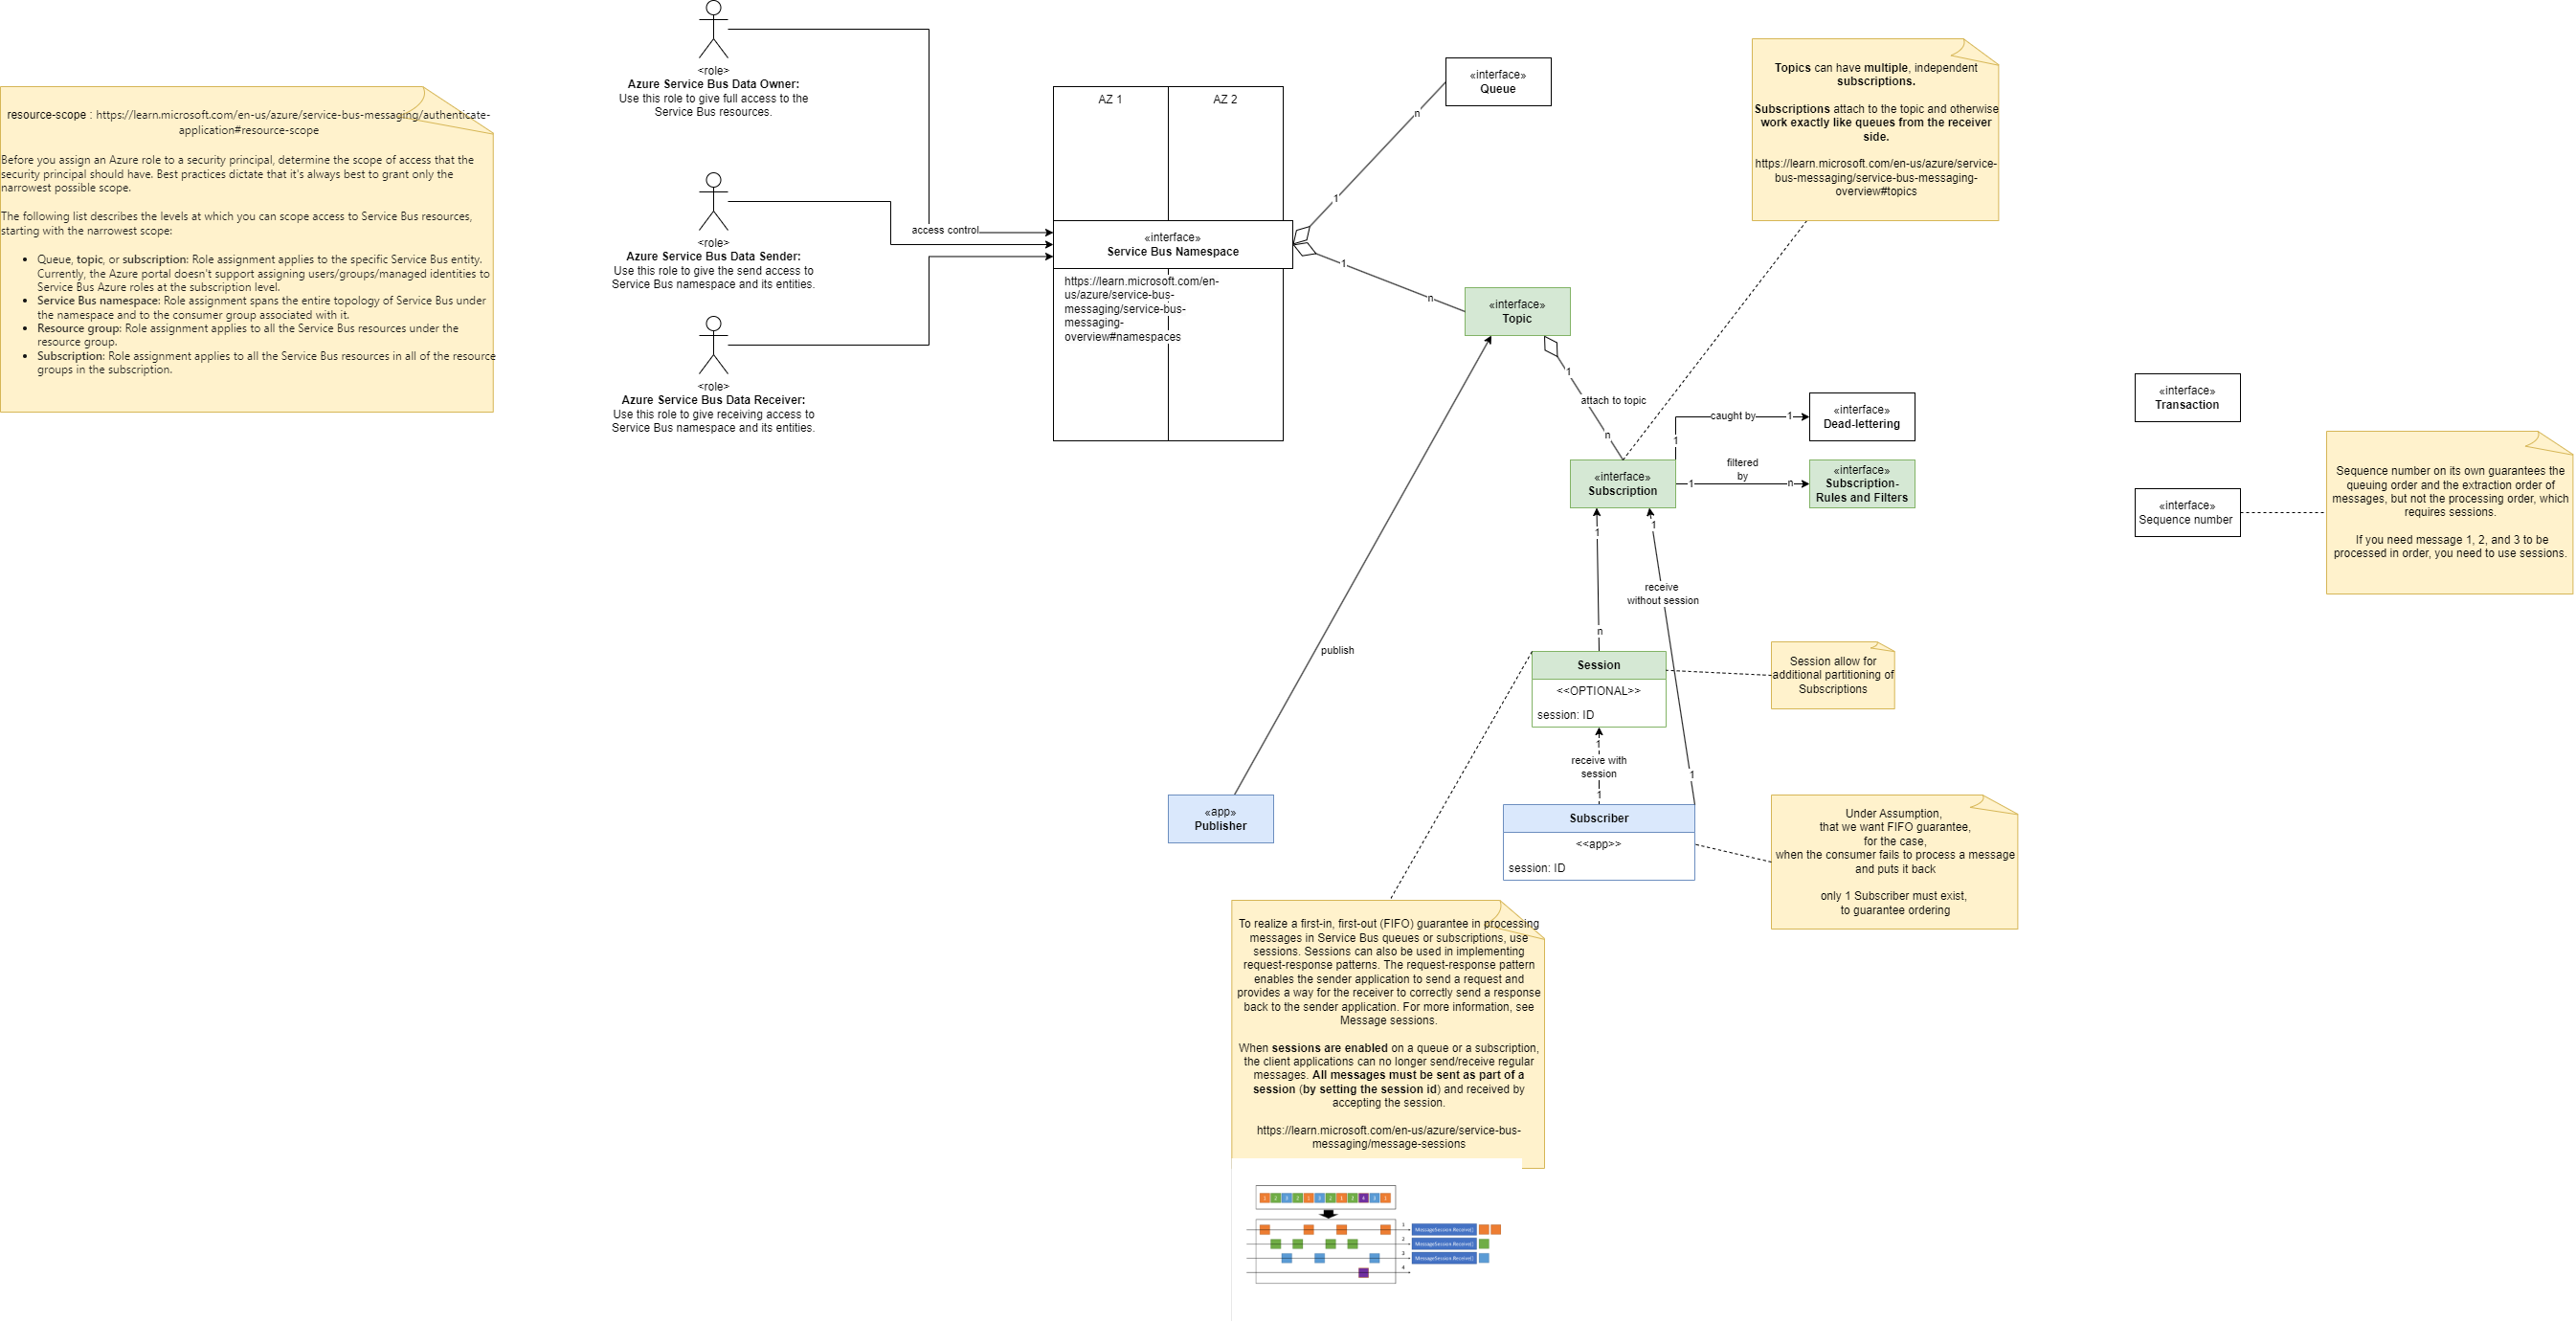 resource-scope : https://learn.microsoft.com/en-us/azure/service-bus-messaging/authenticate-
application#resource-scope
Before you assign an Azure role to a security principal, determine the scope of access that the
security principal should have. Best practices dictate that it's always best to grant only the
narrowest possible scope.
The following list describes the levels at which you can scope access to Service Bus resources,
starting with the narrowest scope:
• Queue, topic, or subscription: Role assignment applies to the specific Service Bus entity.
Currently, the Azure portal doesn't support assigning users/groups/managed identities to
Service Bus Azure roles at the subscription level.
• Service Bus namespace: Role assignment spans the entire topology of Service Bus under
the namespace and to the consumer group associated with it.
• Resource group: Role assignment applies to all the Service Bus resources under the
resource group.
• Subscription: Role assignment applies to all the Service Bus resources in all of the resource
groups in the subscription.
<role>
Azure Service Bus Data Owner:
Use this role to give full access to the
Service Bus resources.
<role>
Azure Service Bus Data Sender:
Use this role to give the send access to
Service Bus namespace and its entities.
<role>
Azure Service Bus Data Receiver:
Use this role to give receiving access to
Service Bus namespace and its entities.
access control
AZ 1
AZ 2
«interface»
Service Bus Namespace
https://learn.microsoft.com/en-
us/azure/service-bus-
messaging/service-bus-
messaging-
overview#namespaces
«interface»
Queue
n
1
1
n
«interface»
Topic
1
attach to topic
n
Topics can have multiple, independent
subscriptions.
Subscriptions attach to the topic and otherwise
work exactly like queues from the receiver
side.
https://learn.microsoft.com/en-us/azure/service-
bus-messaging/service-bus-messaging-
overview#topics
«interface»
Subscription
1
caught by
1
«interface»
Dead-lettering
1
filtered
by
n
«interface»
Subscription-
Rules and Filters
«interface»
Transaction
«interface»
Sequence number
Sequence number on its own guarantees the
queuing order and the extraction order of
messages, but not the processing order, which
requires sessions.
If you need message 1, 2, and 3 to be
processed in order, you need to use sessions.
1
1
receive
without session
n
1
publish
Session
<<OPTIONAL>>
session: ID
Session allow for
additional partitioning of
Subscriptions
1
receive with
session
1
«app»
Publisher
Subscriber
<<app>>
session: ID
Under Assumption,
that we want FIFO guarantee,
for the case,
when the consumer fails to process a message
and puts it back
only 1 Subscriber must exist,
to guarantee ordering
To realize a first-in, first-out (FIFO) guarantee in processing
messages in Service Bus queues or subscriptions, use
sessions. Sessions can also be used in implementing
request-response patterns. The request-response pattern
enables the sender application to send a request and
provides a way for the receiver to correctly send a response
back to the sender application. For more information, see
Message sessions.
When sessions are enabled on a queue or a subscription,
the client applications can no longer send/receive regular
messages. All messages must be sent as part of a
session (by setting the session id) and received by
accepting the session.
https://learn.microsoft.com/en-us/azure/service-bus-
messaging/message-sessions
1
MessageSession.Receive()
2
MessageSession.Receive()
3
MessageSession.Receive()
4